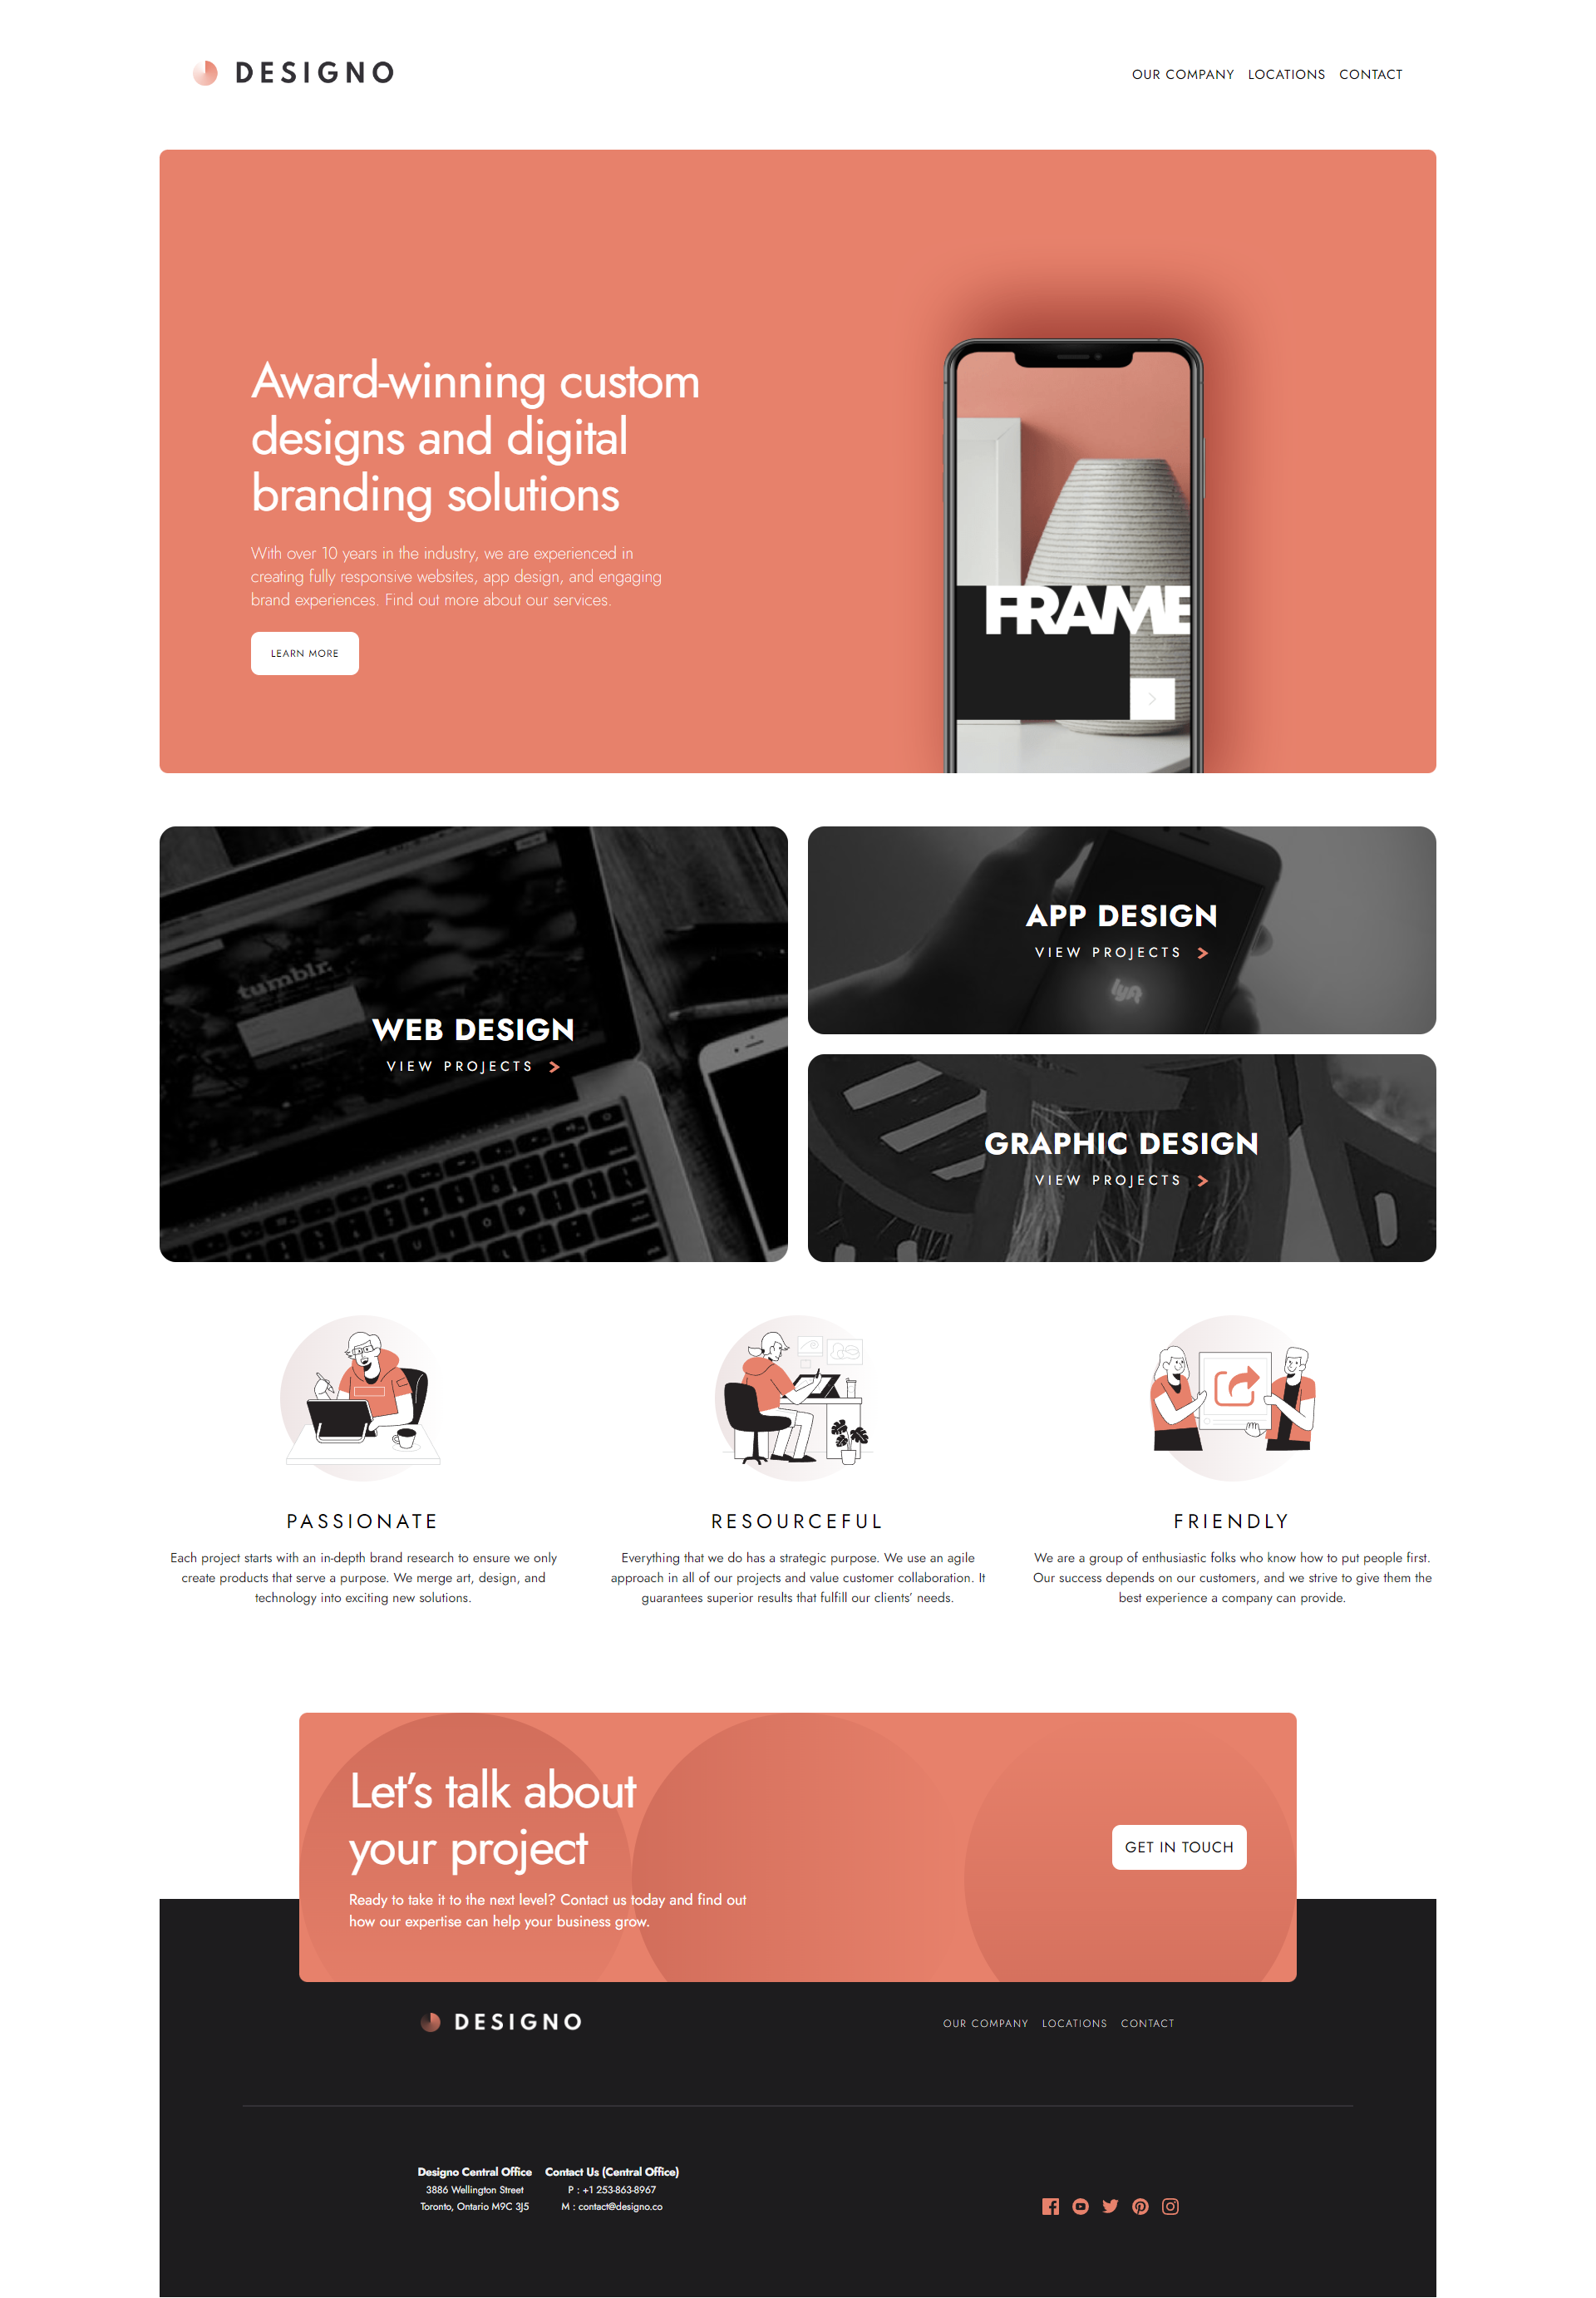 DESIGNO
OUR COMPANY LOCATIONS CONTACT
Award-winning custom
designs and digital
branding solutions
With over 10 years in the industry, we are experienced in
creating fully responsive websites, app design, and engaging
brand experiences. Find out more about our services.
LEARN MORE
FRAME
tumblr.
WEB DESIGN
VIEW PROJECTS
APP DESIGN
VIEW PROJECTS
lyft
GRAPHIC DESIGN
VIEW PROJECTS
PASSIONATE
Each project starts with an in-depth brand research to ensure we only
create products that serve a purpose. We merge art, design, and
technology into exciting new solutions.
RESOURCEFUL
Everything that we do has a strategic purpose. We use an agile
approach in all of our projects and value customer collaboration. It
guarantees superior results that fulfill our clients’ needs.
FRIENDLY
We are a group of enthusiastic folks who know how to put people first.
Our success depends on our customers, and we strive to give them the
best experience a company can provide.
Let’s talk about
your project
Ready to take it to the next level? Contact us today and find out
how our expertise can help your business grow.
GET IN TOUCH
DESIGNO
OUR COMPANY LOCATIONS CONTACT
Designo Central Office
3886 Wellington Street
Toronto, Ontario M9C 3J5
Contact Us (Central Office)
P : +1 253-863-8967
M : contact@designo.co